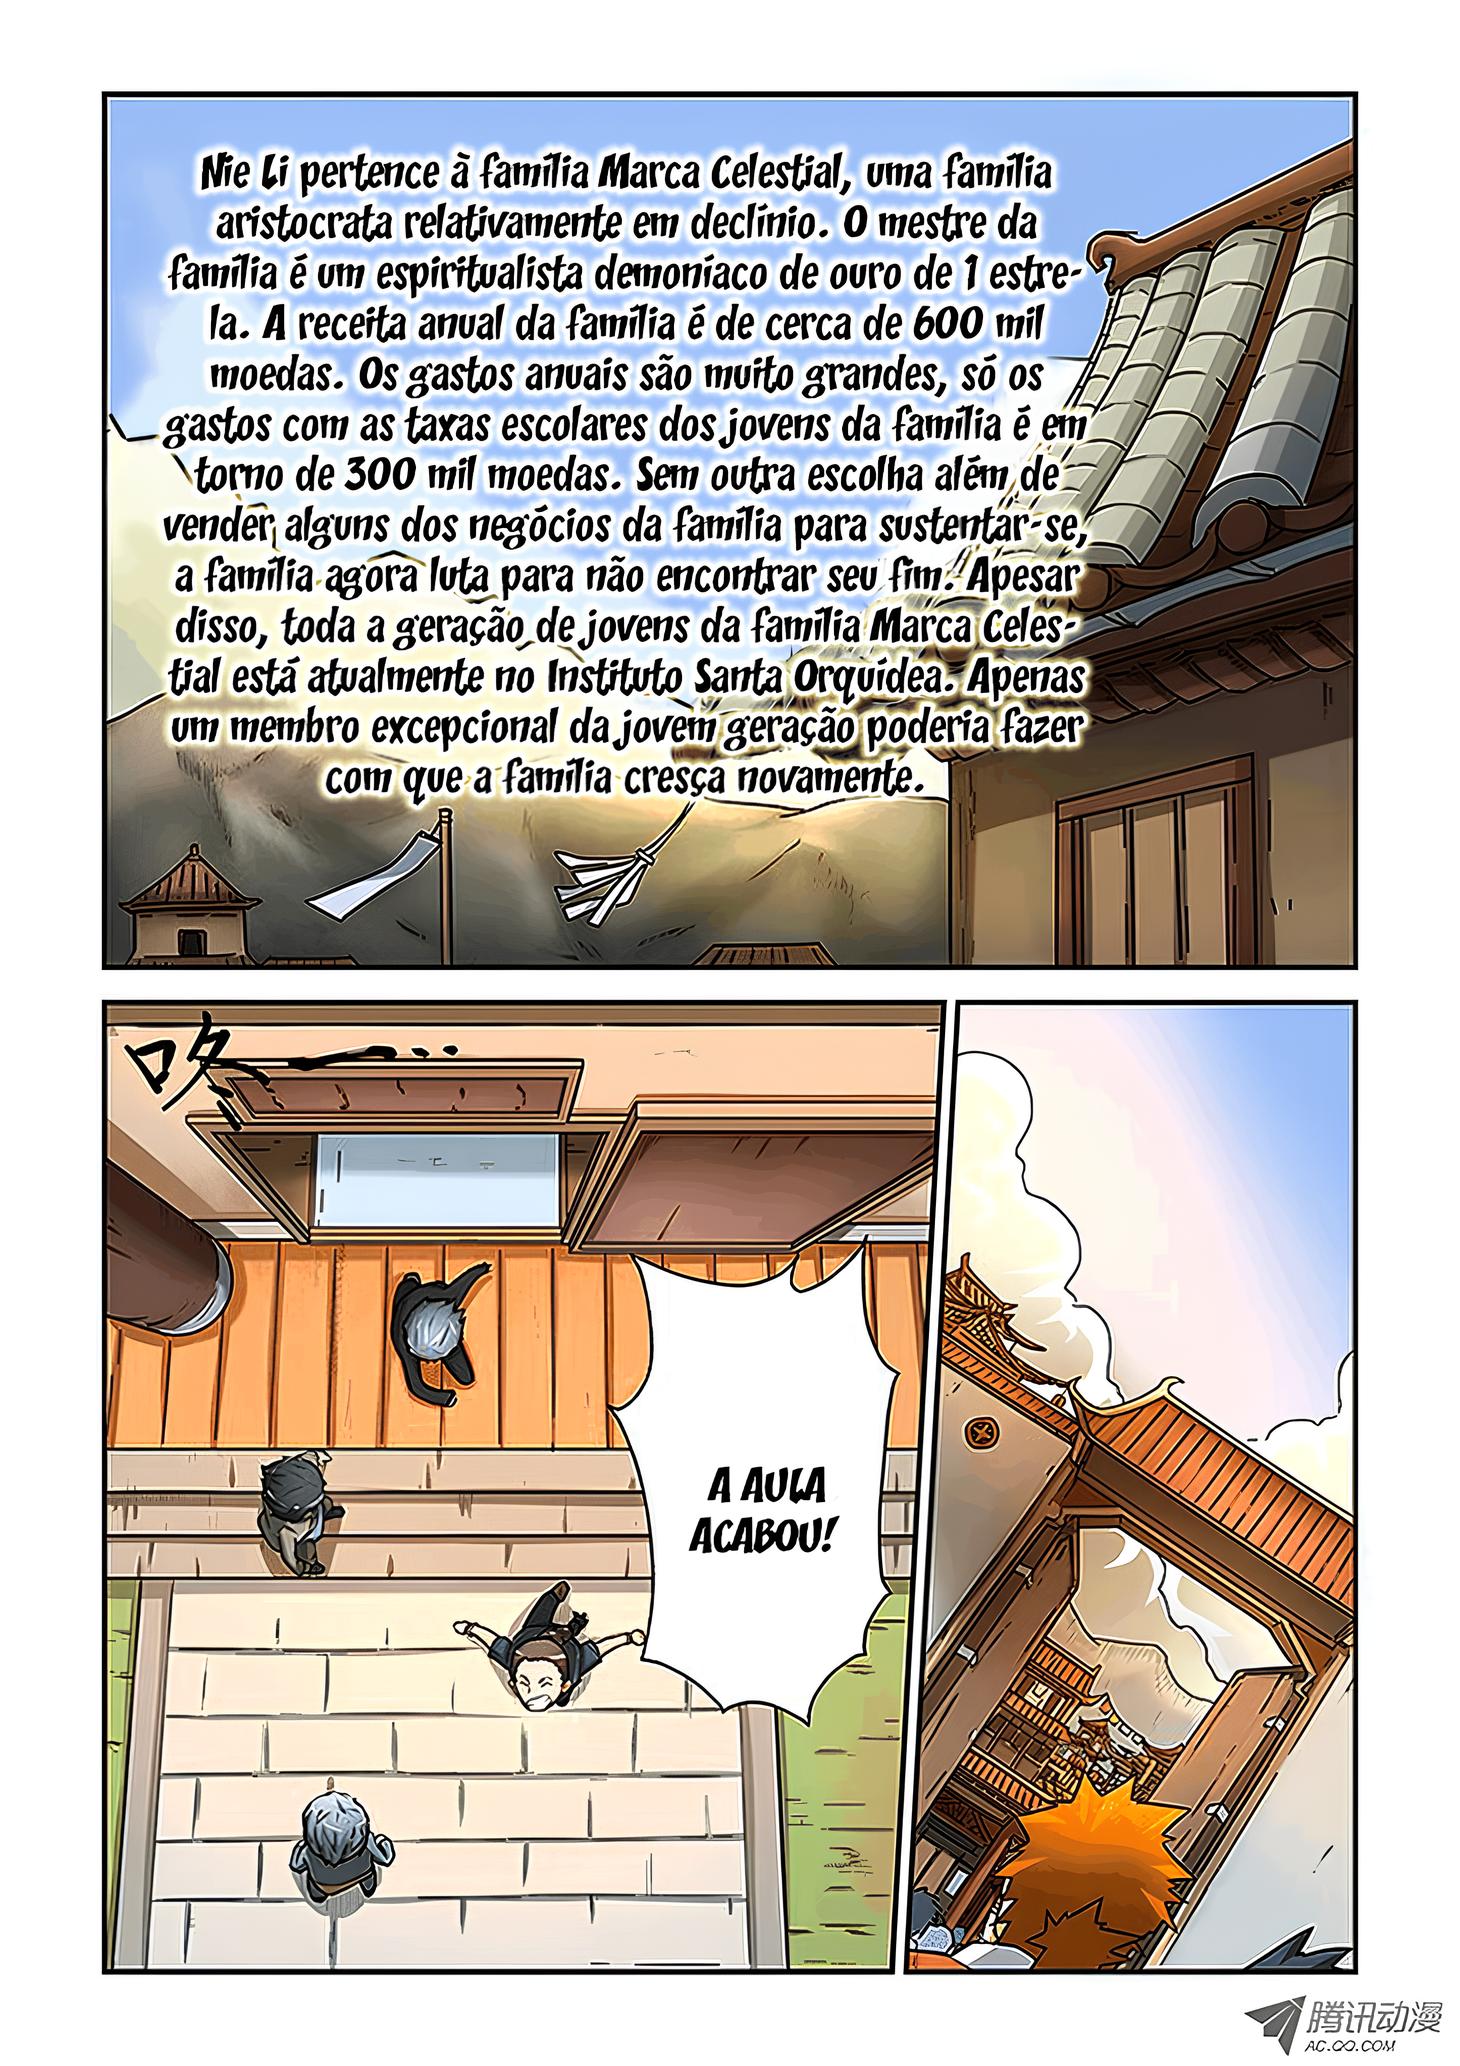 Nie Li pertence à família Marca Celestial, uma família
aristocrata relativamente em declínio. O mestre da
família é um espiritualista demoníaco de ouro de 1 estre-
la. A receita anual da família é de cerca de 600 mil
moedas. Os gastos anuais são muito grandes, só os
gastos com as taxas escolares dos jovens da família é em
torno de 300 mil moedas. Sem outra escolha além de
vender alguns dos negócios da família para sustentar-se,
a família agora luta para não encontrar seu fim. Apesar
disso, toda a geração de jovens da família Marca Celes-
tial está atualmente no Instituto Santa Orquídea. Apenas
um membro excepcional da jovem geração poderia fazer
com que a família cresça novamente.
咚
A AULA
ACABOU!
腾讯动漫
AC.QQ.COM